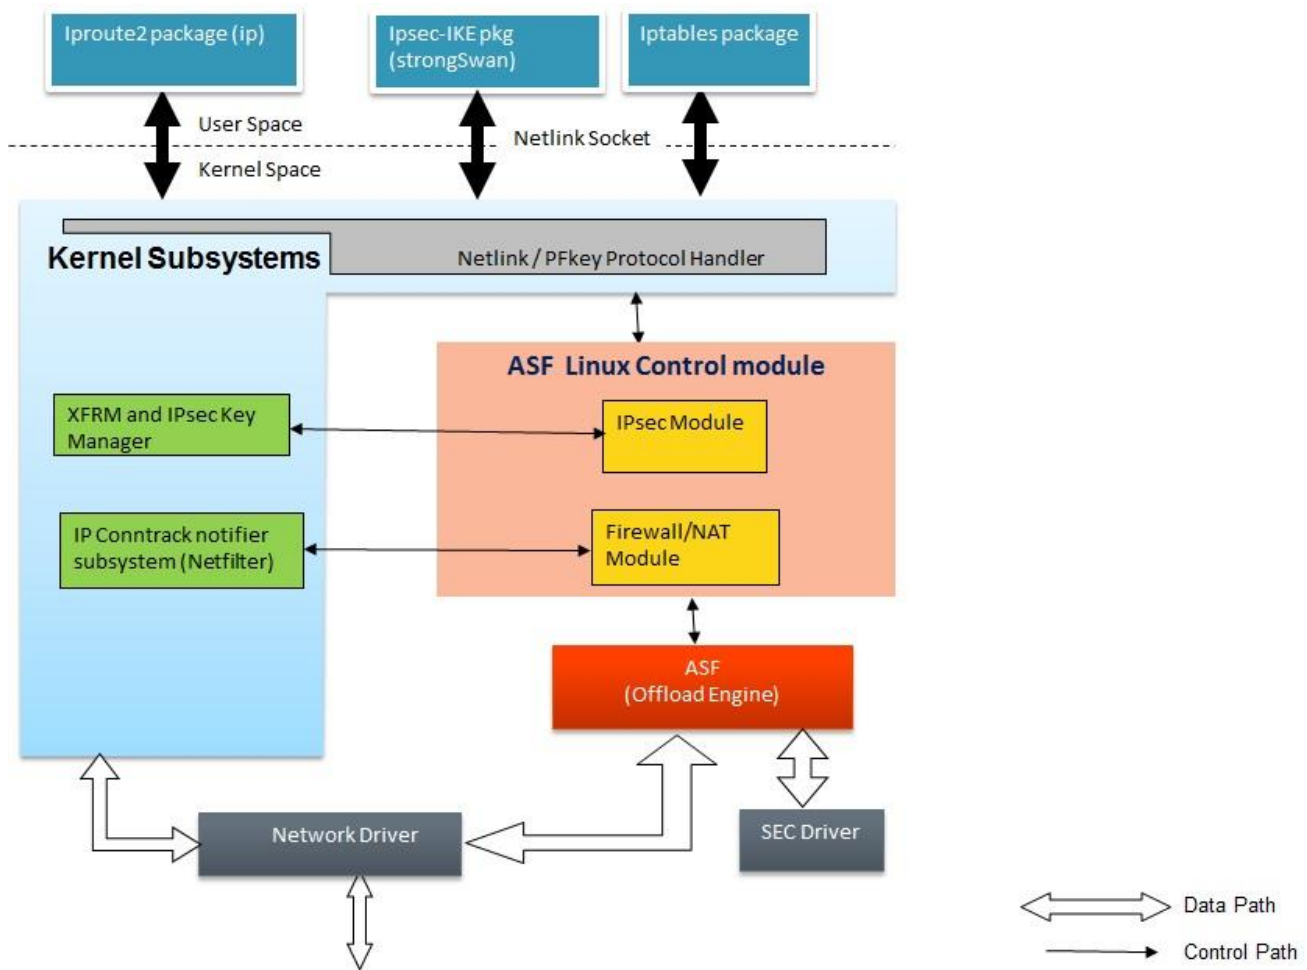 Iproute2 package (ip)
Ipsec-IKE pkg
(strongSwan)
Iptables package
User Space
Netlink Socket
Kernel Space
Kernel Subsystems
Netlink / PFkey Protocol Handler
ASF Linux Control module
XFRM and IPsec Key
Manager
IPsec Module
IP Conntrack notifier
subsystem (Netfilter)
Firewall/NAT
Module
ASF
(Offload Engine)
Network Driver
SEC Driver
Data Path
Control Path